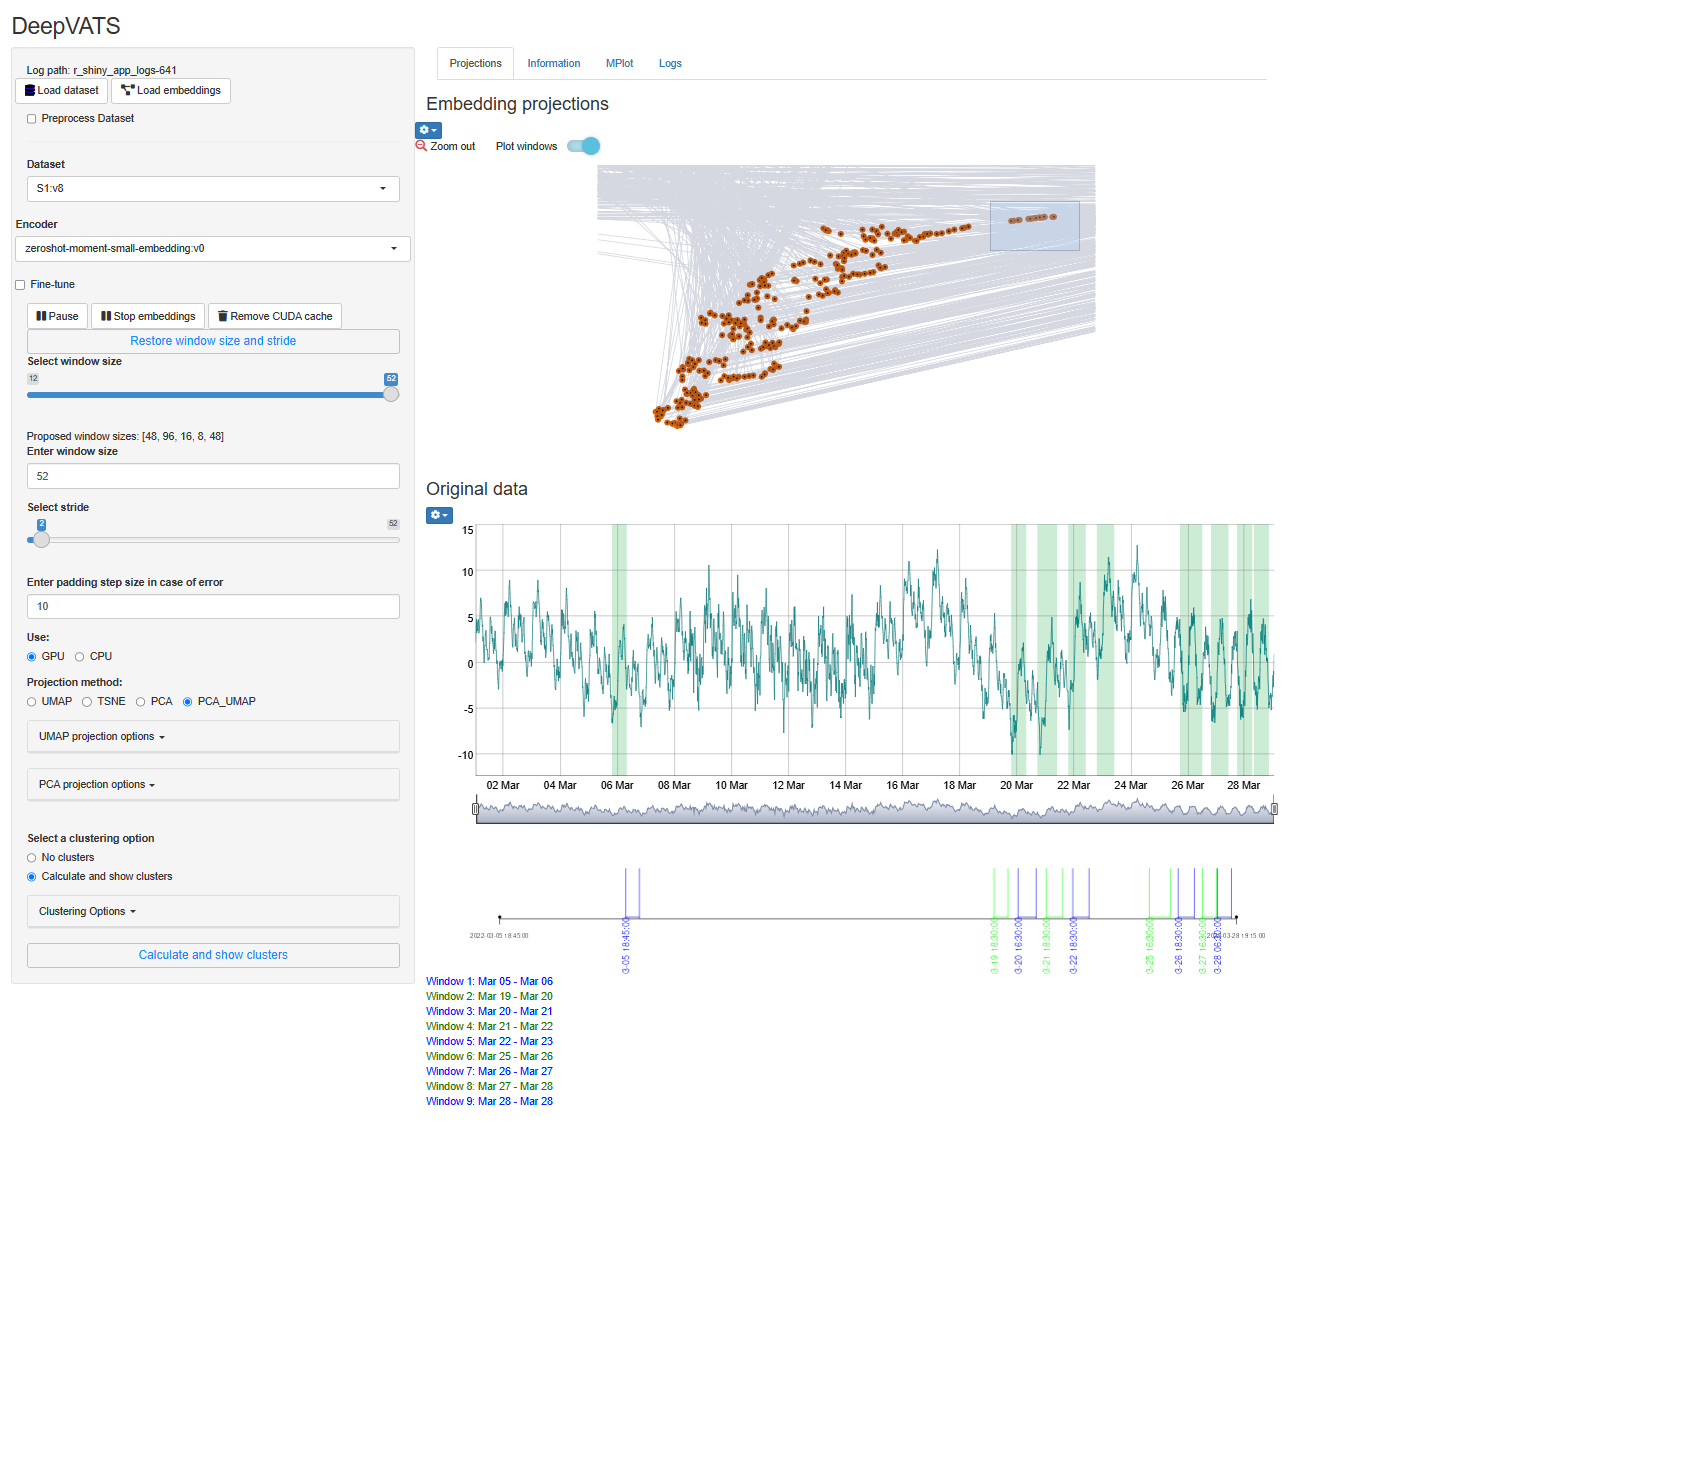 DeepVATS
Log path: r_shiny_app_logs-641
Load dataset
Load embeddings
Preprocess Dataset
Dataset
S1:v8
Encoder
zeroshot-moment-small-embedding:v0
Fine-tune
Pause
Stop embeddings
Remove CUDA cache
Restore window size and stride
Select window size
12
52
Proposed window sizes: [48, 96, 16, 8, 48]
Enter window size
52
Select stride
2
52
Enter padding step size in case of error
10
Use:
GPU
CPU
Projection method:
UMAP
TSNE
PCA
PCA_UMAP
UMAP projection options
PCA projection options
Select a clustering option
No clusters
Calculate and show clusters
Clustering Options
Calculate and show clusters
Projections
Information
MPlot
Logs
Embedding projections
Zoom out
Plot windows
Original data
15
10
5
0
-5
-10
02 Mar
04 Mar
06 Mar
08 Mar
10 Mar
12 Mar
14 Mar
16 Mar
18 Mar
20 Mar
22 Mar
24 Mar
26 Mar
28 Mar
2022-03-05 18:45:00
3-05 18:45:00
3-19 18:30:00
3-20 16:30:00
3-21 18:30:00
3-22 18:30:00
3-25 16:30:00
3-26 18:30:00
3-27 16:30:00
3-28 06:
03-28 19:15:00
Window 1: Mar 05 - Mar 06
Window 2: Mar 19 - Mar 20
Window 3: Mar 20 - Mar 21
Window 4: Mar 21 - Mar 22
Window 5: Mar 22 - Mar 23
Window 6: Mar 25 - Mar 26
Window 7: Mar 26 - Mar 27
Window 8: Mar 27 - Mar 28
Window 9: Mar 28 - Mar 28